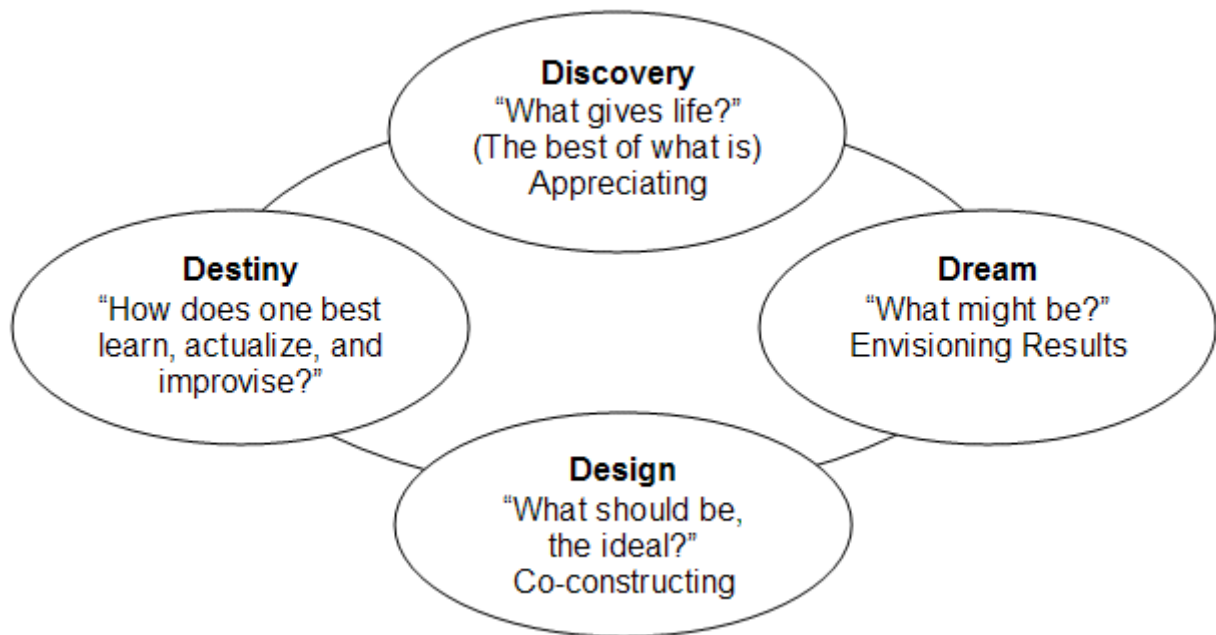 Discovery
“What gives life?”
(The best of what is)
Appreciating
Destiny
“How does one best
learn, actualize, and
improvise?”
Dream
“What might be?”
Envisioning Results
Design
“What should be,
the ideal?”
Co-constructing